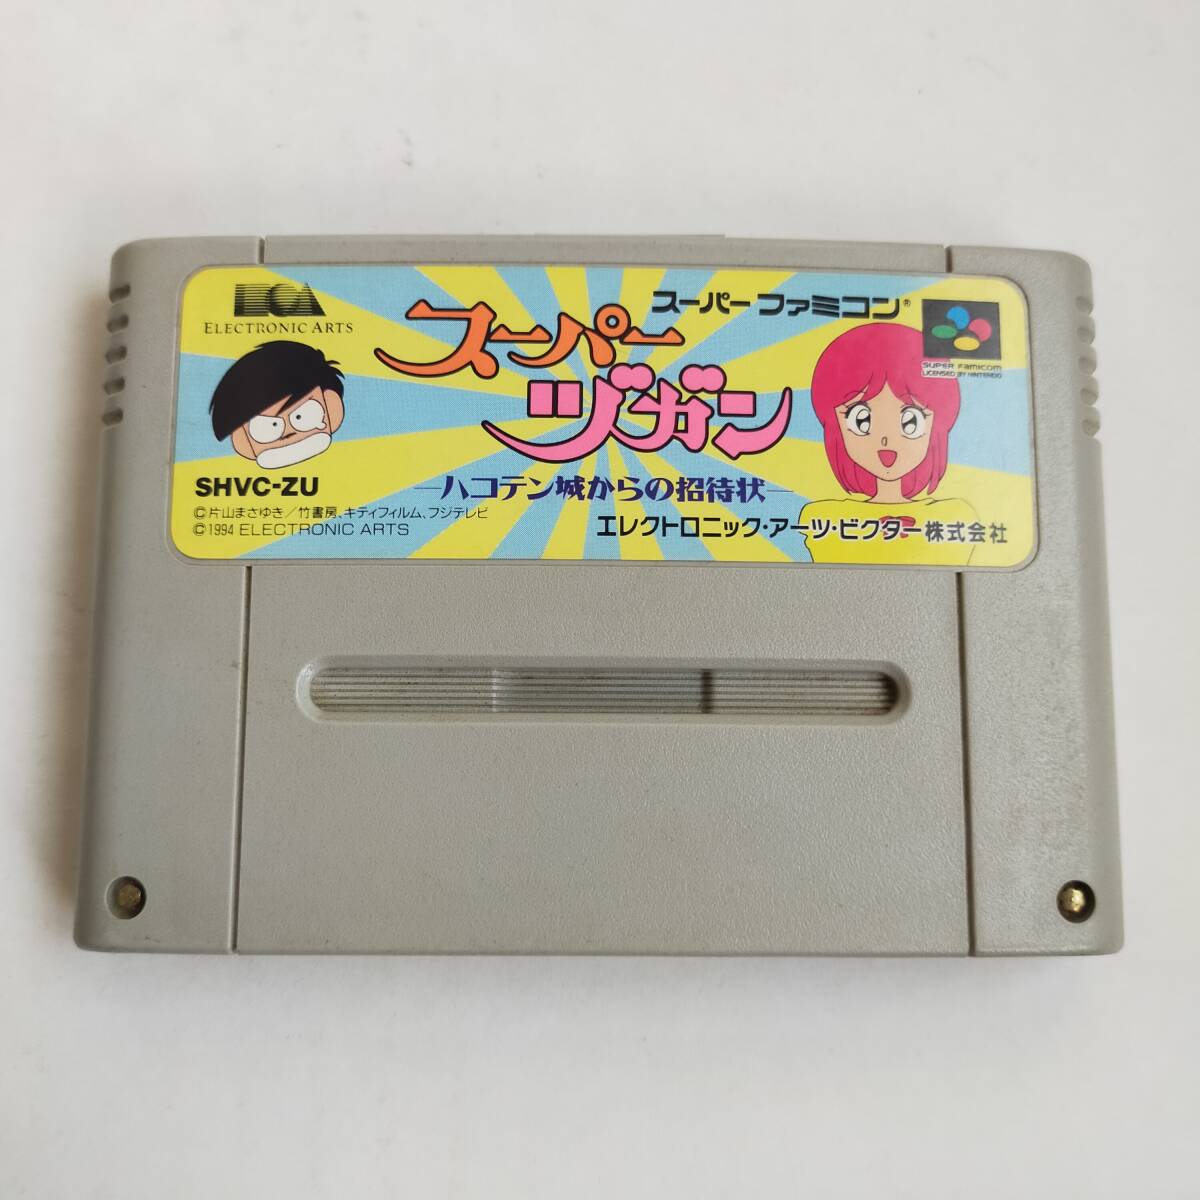 EA
ELECTRONIC ARTS
スーパーファミコン®
SUPER FAMICOM
LICENSED BY NINTENDO
スーパー
ヅガン
―ハコテン城からの招待状―
SHVC-ZU
©片山まさゆき/竹書房、キティフィルム、フジテレビ
©1994 ELECTRONIC ARTS
エレクトロニック・アーツ・ビクター株式会社